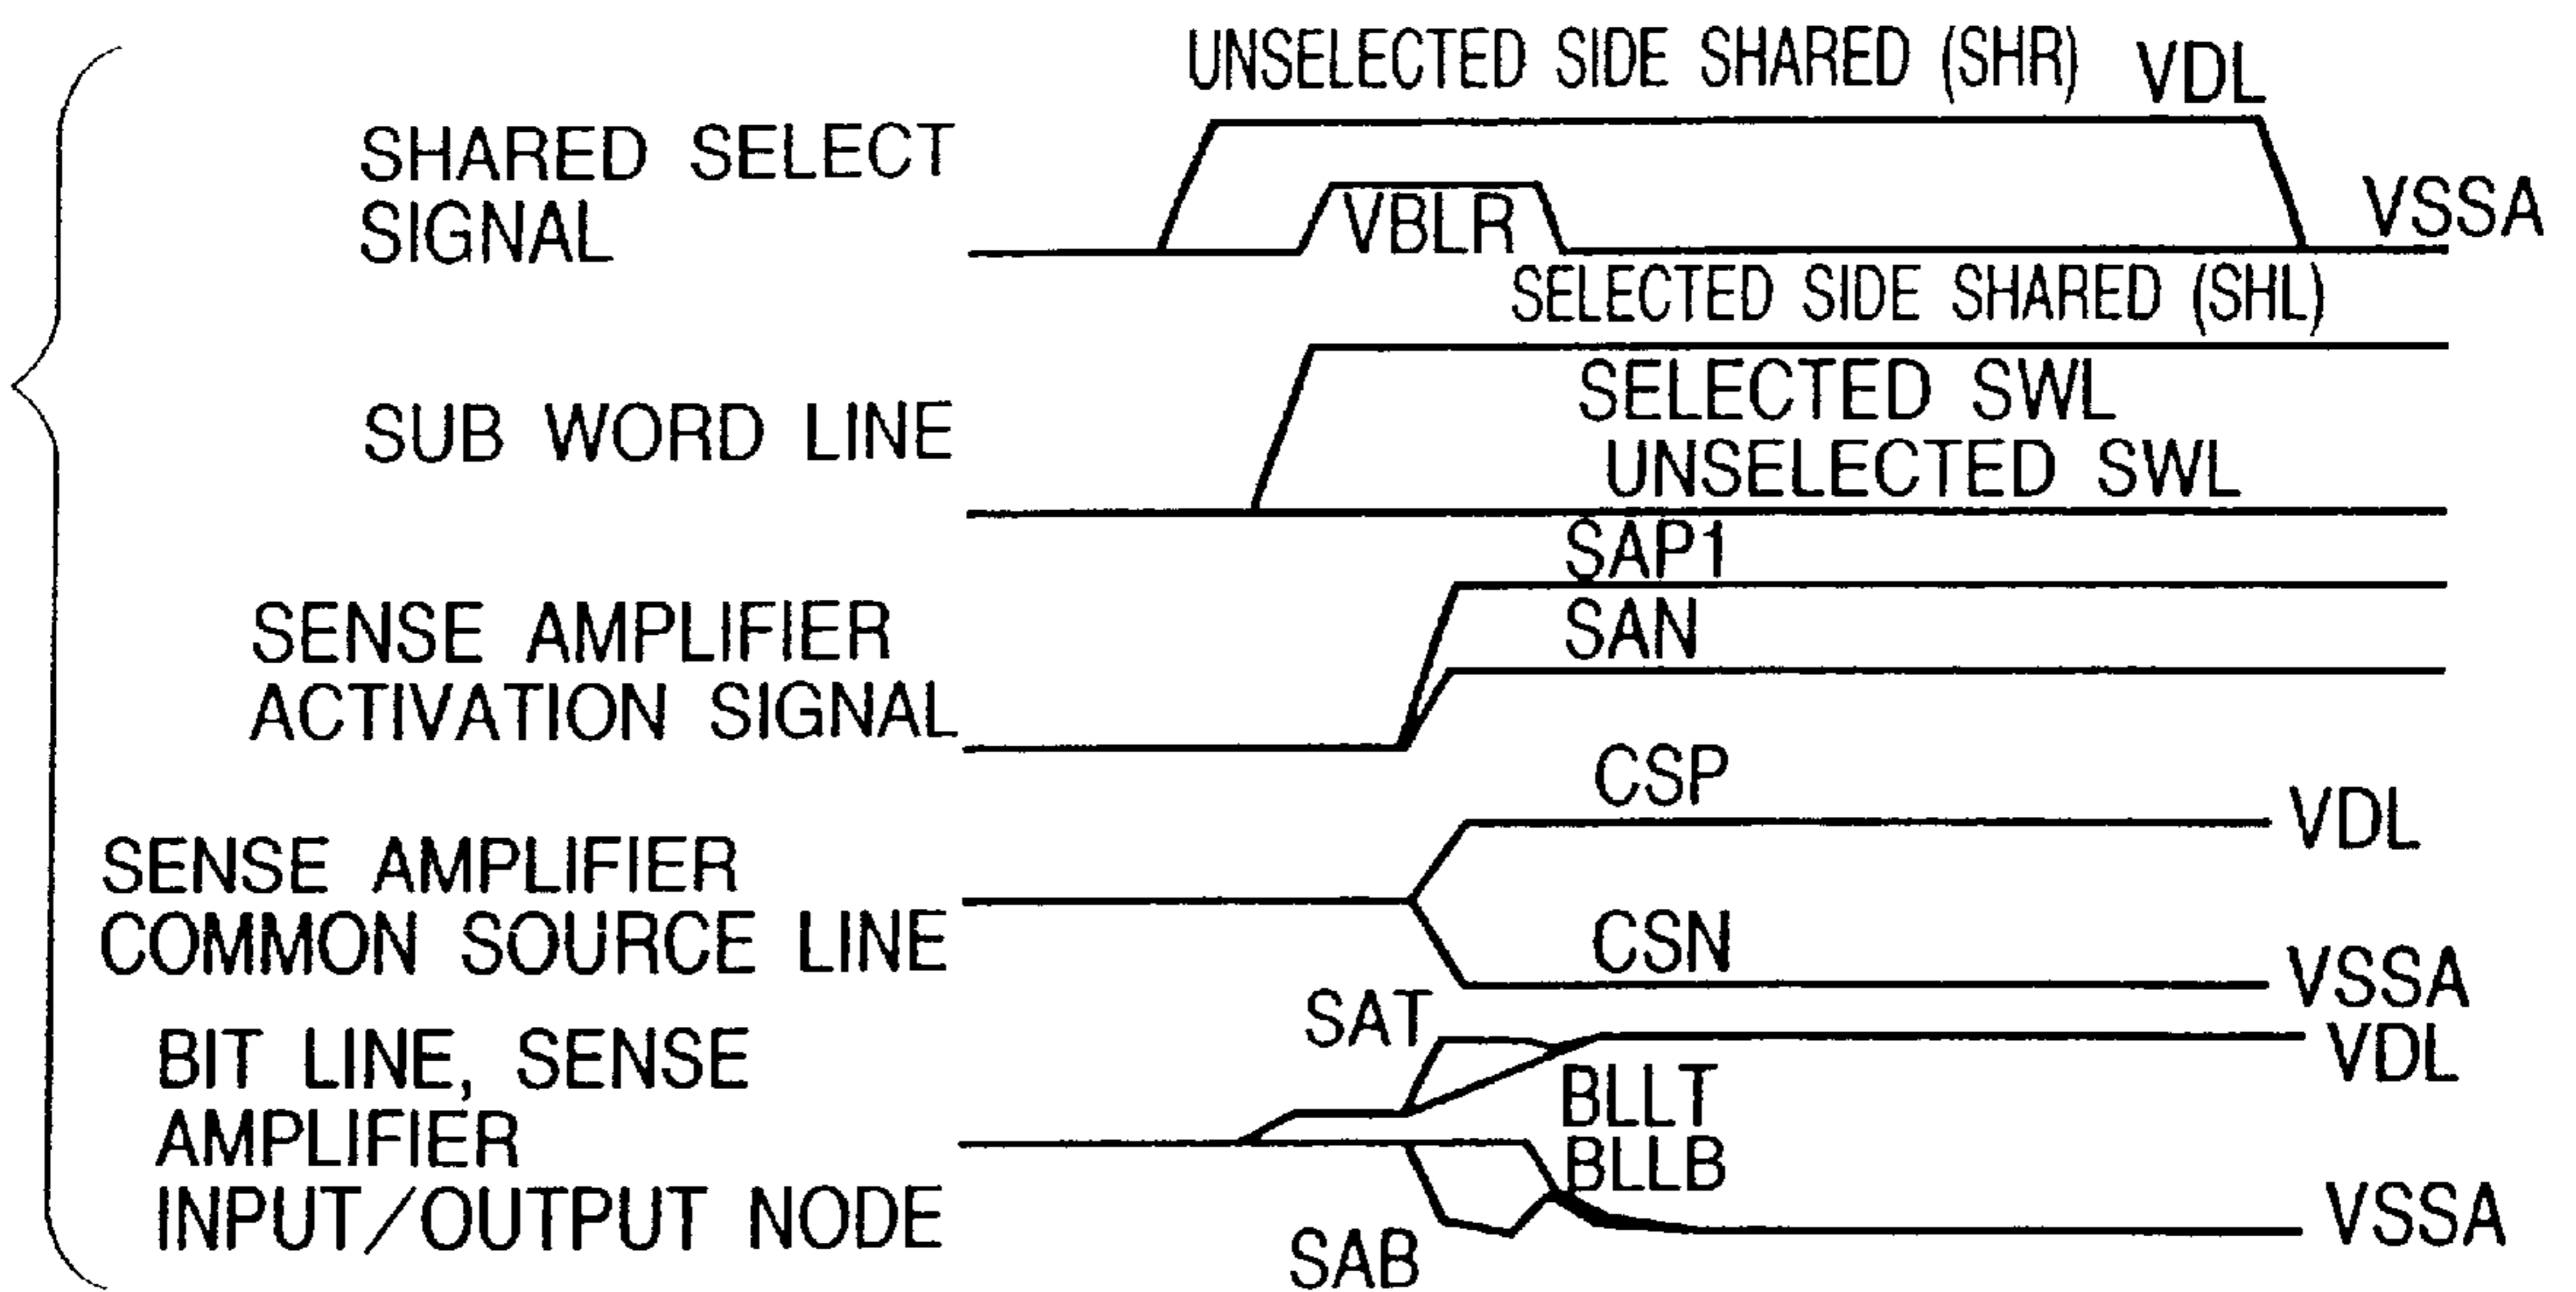 UNSELECTED SIDE SHARED (SHR)
VDL
SHARED SELECT
SIGNAL
VBLR
VSSA
SELECTED SIDE SHARED (SHL)
SUB WORD LINE
SELECTED SWL
UNSELECTED SWL
SENSE AMPLIFIER
ACTIVATION SIGNAL
SAP1
SAN
SENSE AMPLIFIER
COMMON SOURCE LINE
CSP
VDL
CSN
VSSA
BIT LINE, SENSE
AMPLIFIER
INPUT/OUTPUT NODE
SAT
VDL
BLLT
BLLB
SAB
VSSA